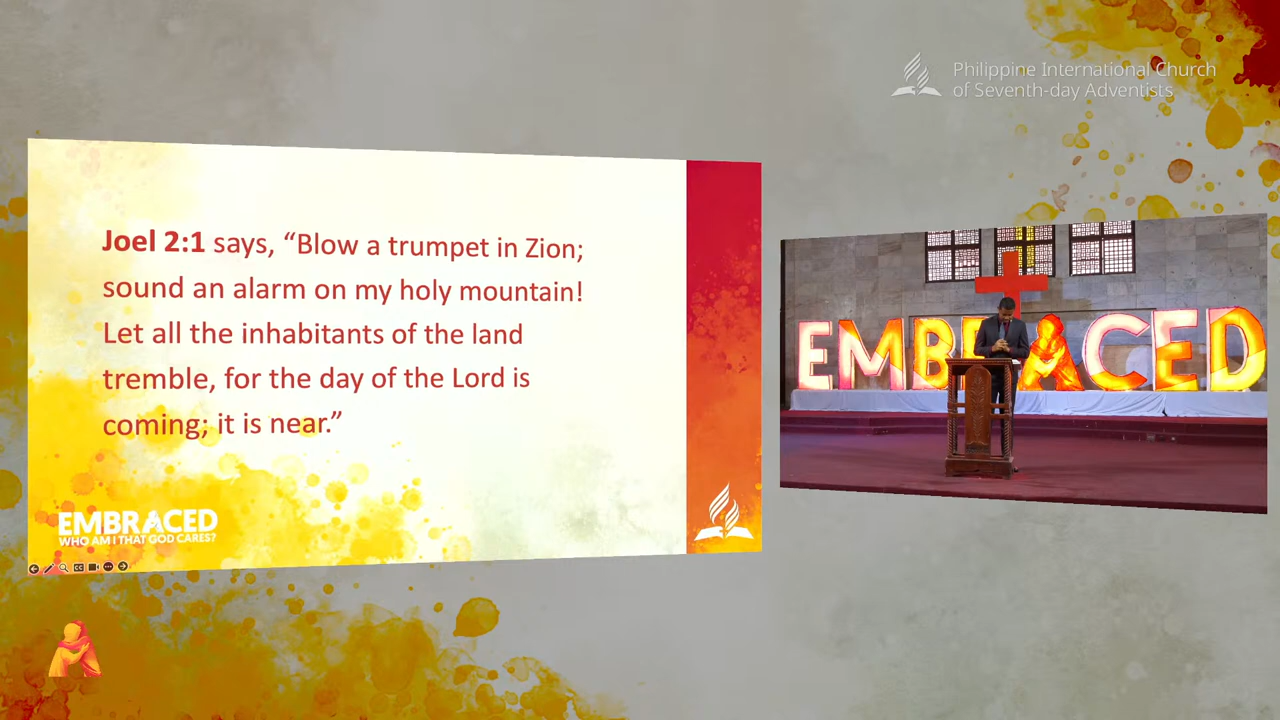 Philippine International Church
of Seventh-day Adventists
Joel 2:1 says, “Blow a trumpet in Zion;
sound an alarm on my holy mountain!
Let all the inhabitants of the land
tremble, for the day of the Lord is
coming; it is near.”
EMBRACED
WHO AM I THAT GOD CARES?
EMBRACED